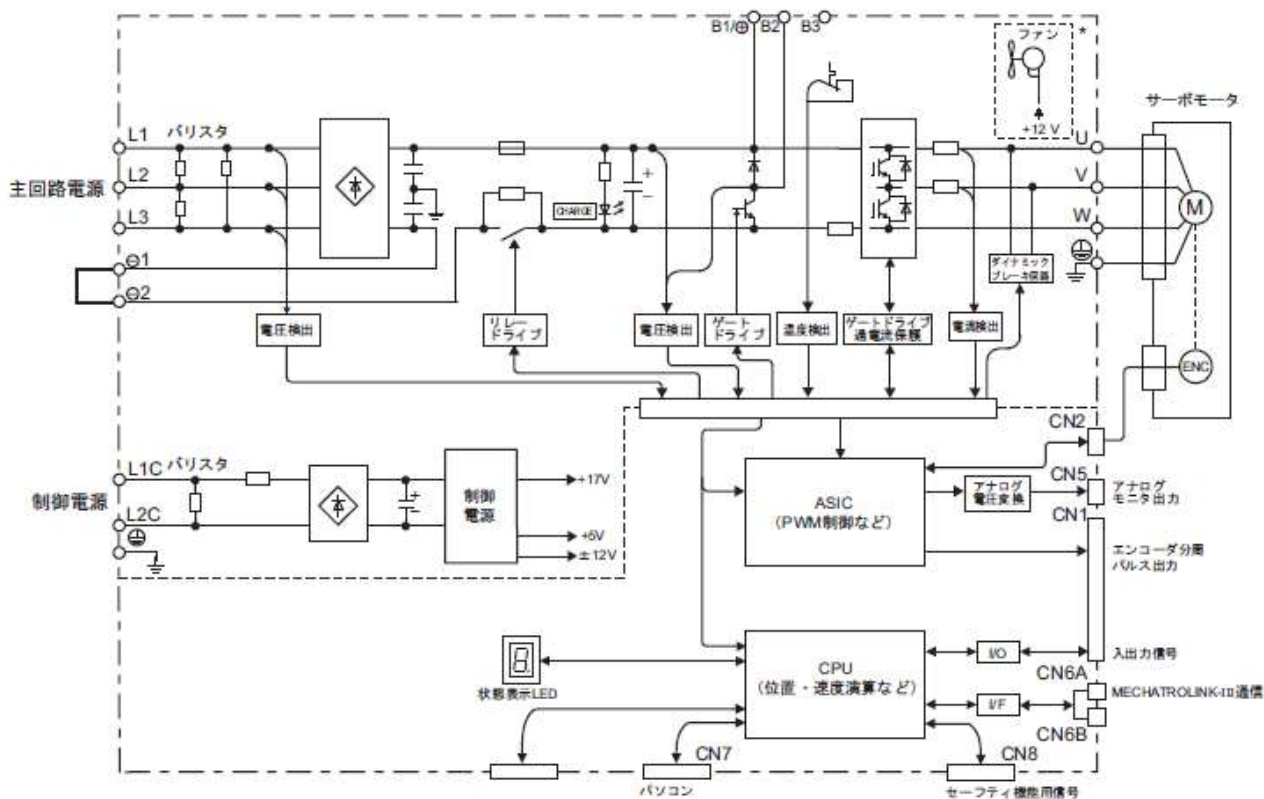 B1/⊕ B2 B3
ファン *
+12 V
サーボモータ
L1 バリスタ
L2
L3
主回路電源
⊖1
⊖2
CHARGE
+
−
U
V
W
M
ENC
ダイナミック
ブレーキ回路
電圧検出
リレー
ドライブ
電圧検出
ゲート
ドライブ
温度検出
ゲートドライブ
過電流保護
電流検出
L1C バリスタ
L2C
制御電源
+
−
制御
電源
+17V
+5V
±12V
ASIC
(PWM制御など)
アナログ
電圧変換
CN2
CN5
アナログ
モニタ出力
CN1
エンコーダ分周
パルス出力
CPU
(位置・速度演算など)
I/O
入出力信号
CN6A
I/F
MECHATROLINK-III通信
CN6B
8.
状態表示LED
CN7
パソコン
CN8
セーフティ機能用信号